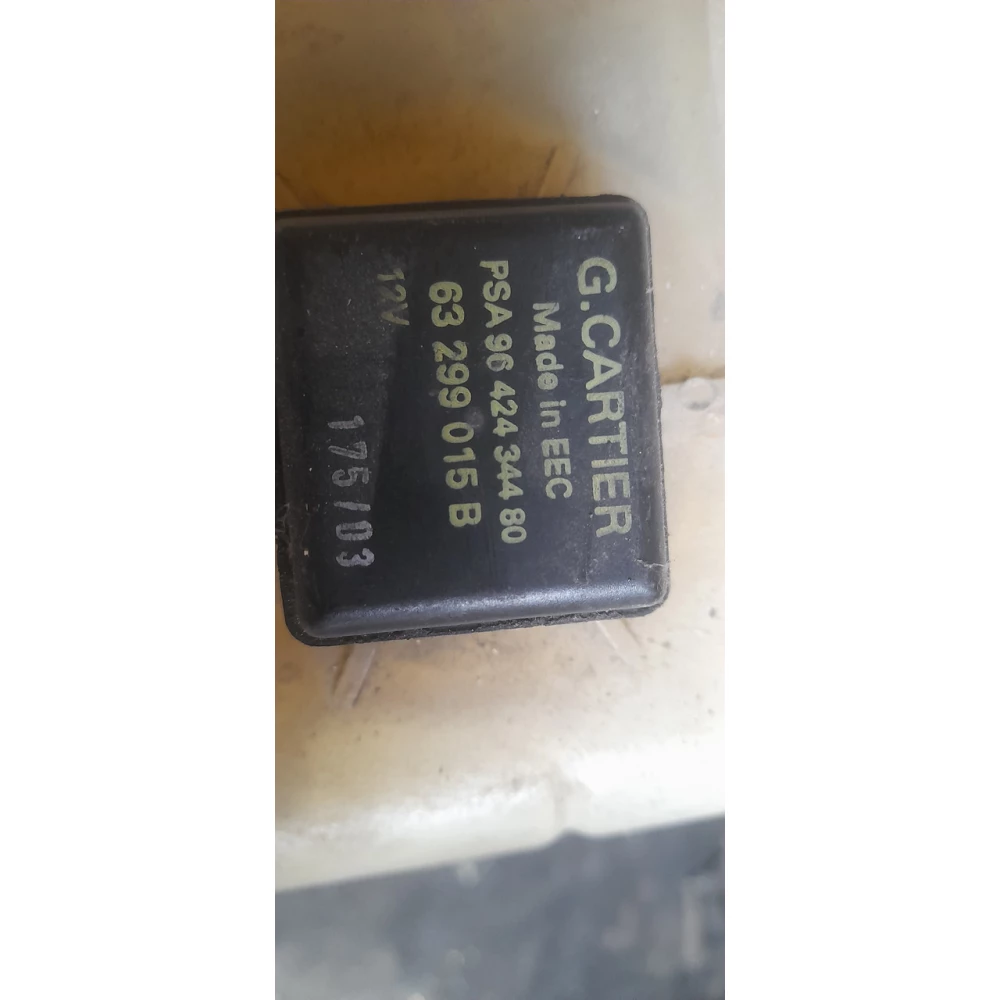 G.CARTIER
Made in EEC
PSA 96 424 344 80
63 299 015 B
12V
175/03